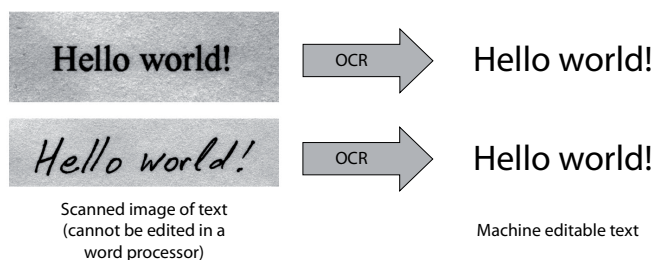 Hello world!
OCR
Hello world!
Hello world!
OCR
Hello world!
Scanned image of text
(cannot be edited in a
word processor)
Machine editable text